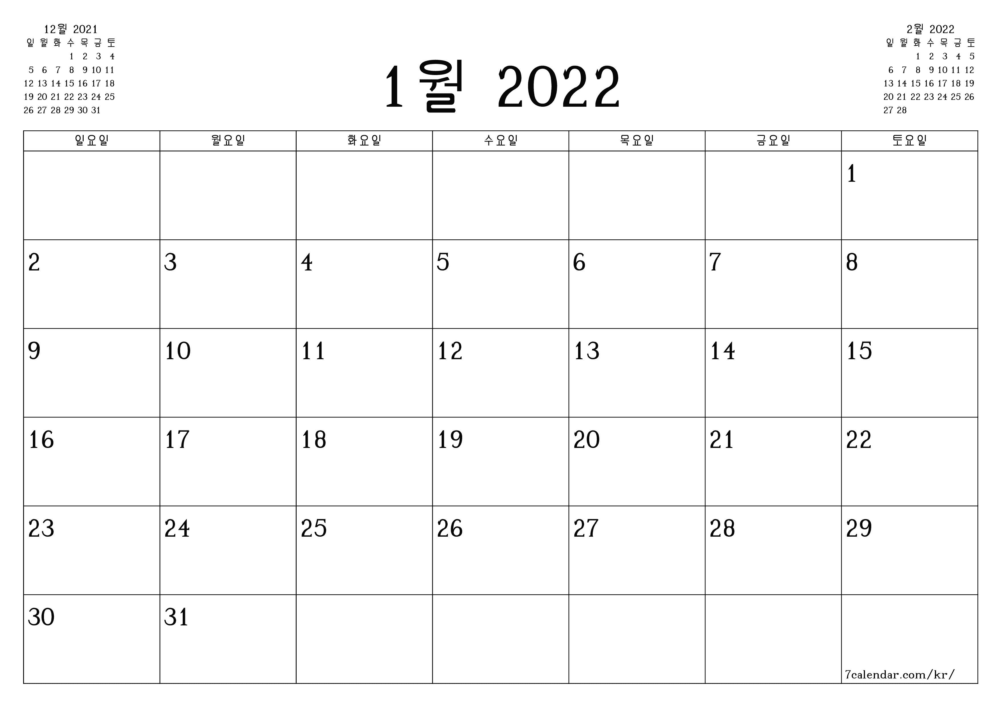 12월 2021
일 월 화 수 목 금 토
1 2 3 4
5 6 7 8 9 10 11
12 13 14 15 16 17 18
19 20 21 22 23 24 25
26 27 28 29 30 31
1월 2022
2월 2022
일 월 화 수 목 금 토
1 2 3 4 5
6 7 8 9 10 11 12
13 14 15 16 17 18 19
20 21 22 23 24 25 26
27 28
일요일 월요일 화요일 수요일 목요일 금요일 토요일
1
2 3 4 5 6 7 8
9 10 11 12 13 14 15
16 17 18 19 20 21 22
23 24 25 26 27 28 29
30 31
7calendar.com/kr/